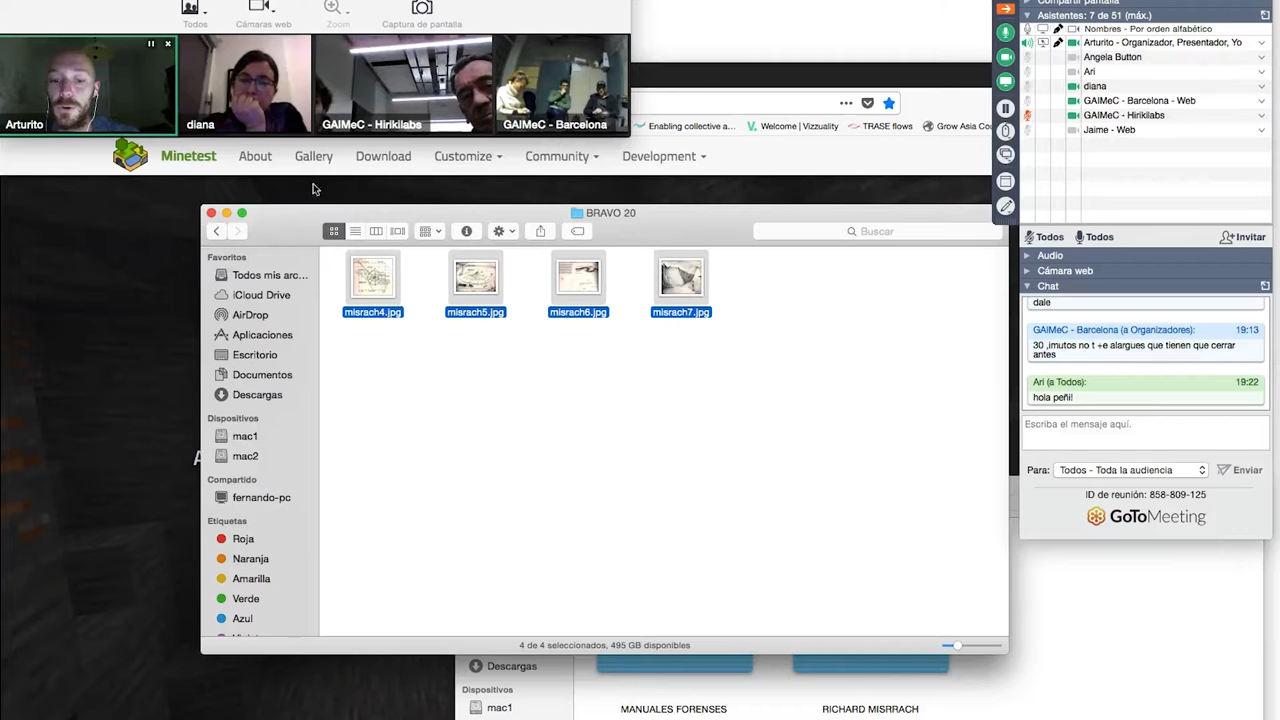 Todos
Cámaras web
Zoom
Captura de pantalla
Arturito
diana
GAIMeC - Hirikilabs
GAIMeC - Barcelona
Enabling collective a...
Welcome | Vizzuality
TRASE flows
Grow Asia Cou
Minetest
About
Gallery
Download
Customize
Community
Development
BRAVO 20
Buscar
Favoritos
Todos mis arc...
iCloud Drive
AirDrop
Aplicaciones
Escritorio
Documentos
Descargas
Dispositivos
mac1
mac2
Compartido
fernando-pc
Etiquetas
Roja
Naranja
Amarilla
Verde
Azul
misrach4.jpg
misrach5.jpg
misrach6.jpg
misrach7.jpg
4 de 4 seleccionados, 495 GB disponibles
Descargas
Dispositivos
mac1
MANUALES FORENSES
RICHARD MISRRACH
Compartir pantalla
Asistentes: 7 de 51 (máx.)
Nombres - Por orden alfabético
Arturito - Organizador, Presentador, Yo
Angela Button
Ari
diana
GAIMeC - Barcelona - Web
GAIMeC - Hirikilabs
Jaime - Web
Todos
Todos
Invitar
Audio
Cámara web
Chat
dale
GAIMeC - Barcelona (a Organizadores): 19:13
30 ,imutos no t +e alargues que tienen que cerrar
antes
Ari (a Todos): 19:22
hola peñi!
Escriba el mensaje aquí.
Para: Todos - Toda la audiencia
Enviar
ID de reunión: 858-809-125
GoToMeeting